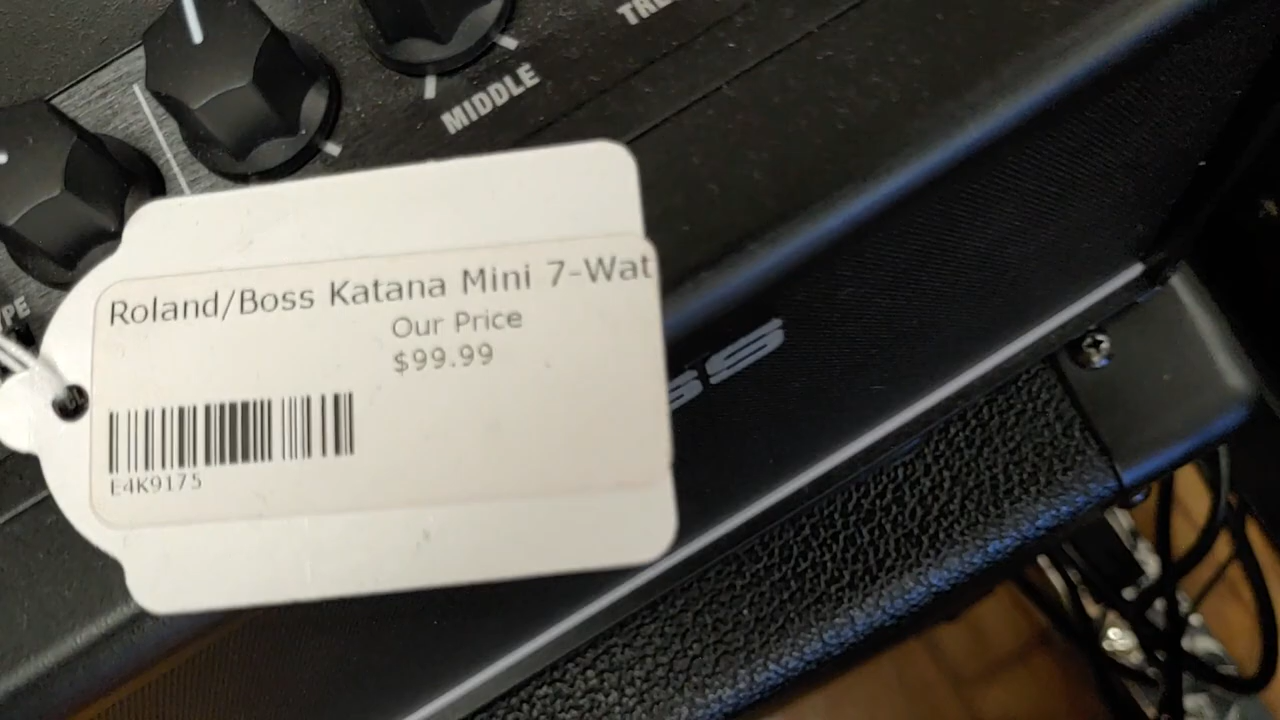 MIDDLE
Roland/Boss Katana Mini 7-Wat
Our Price
$99.99
E4K9175